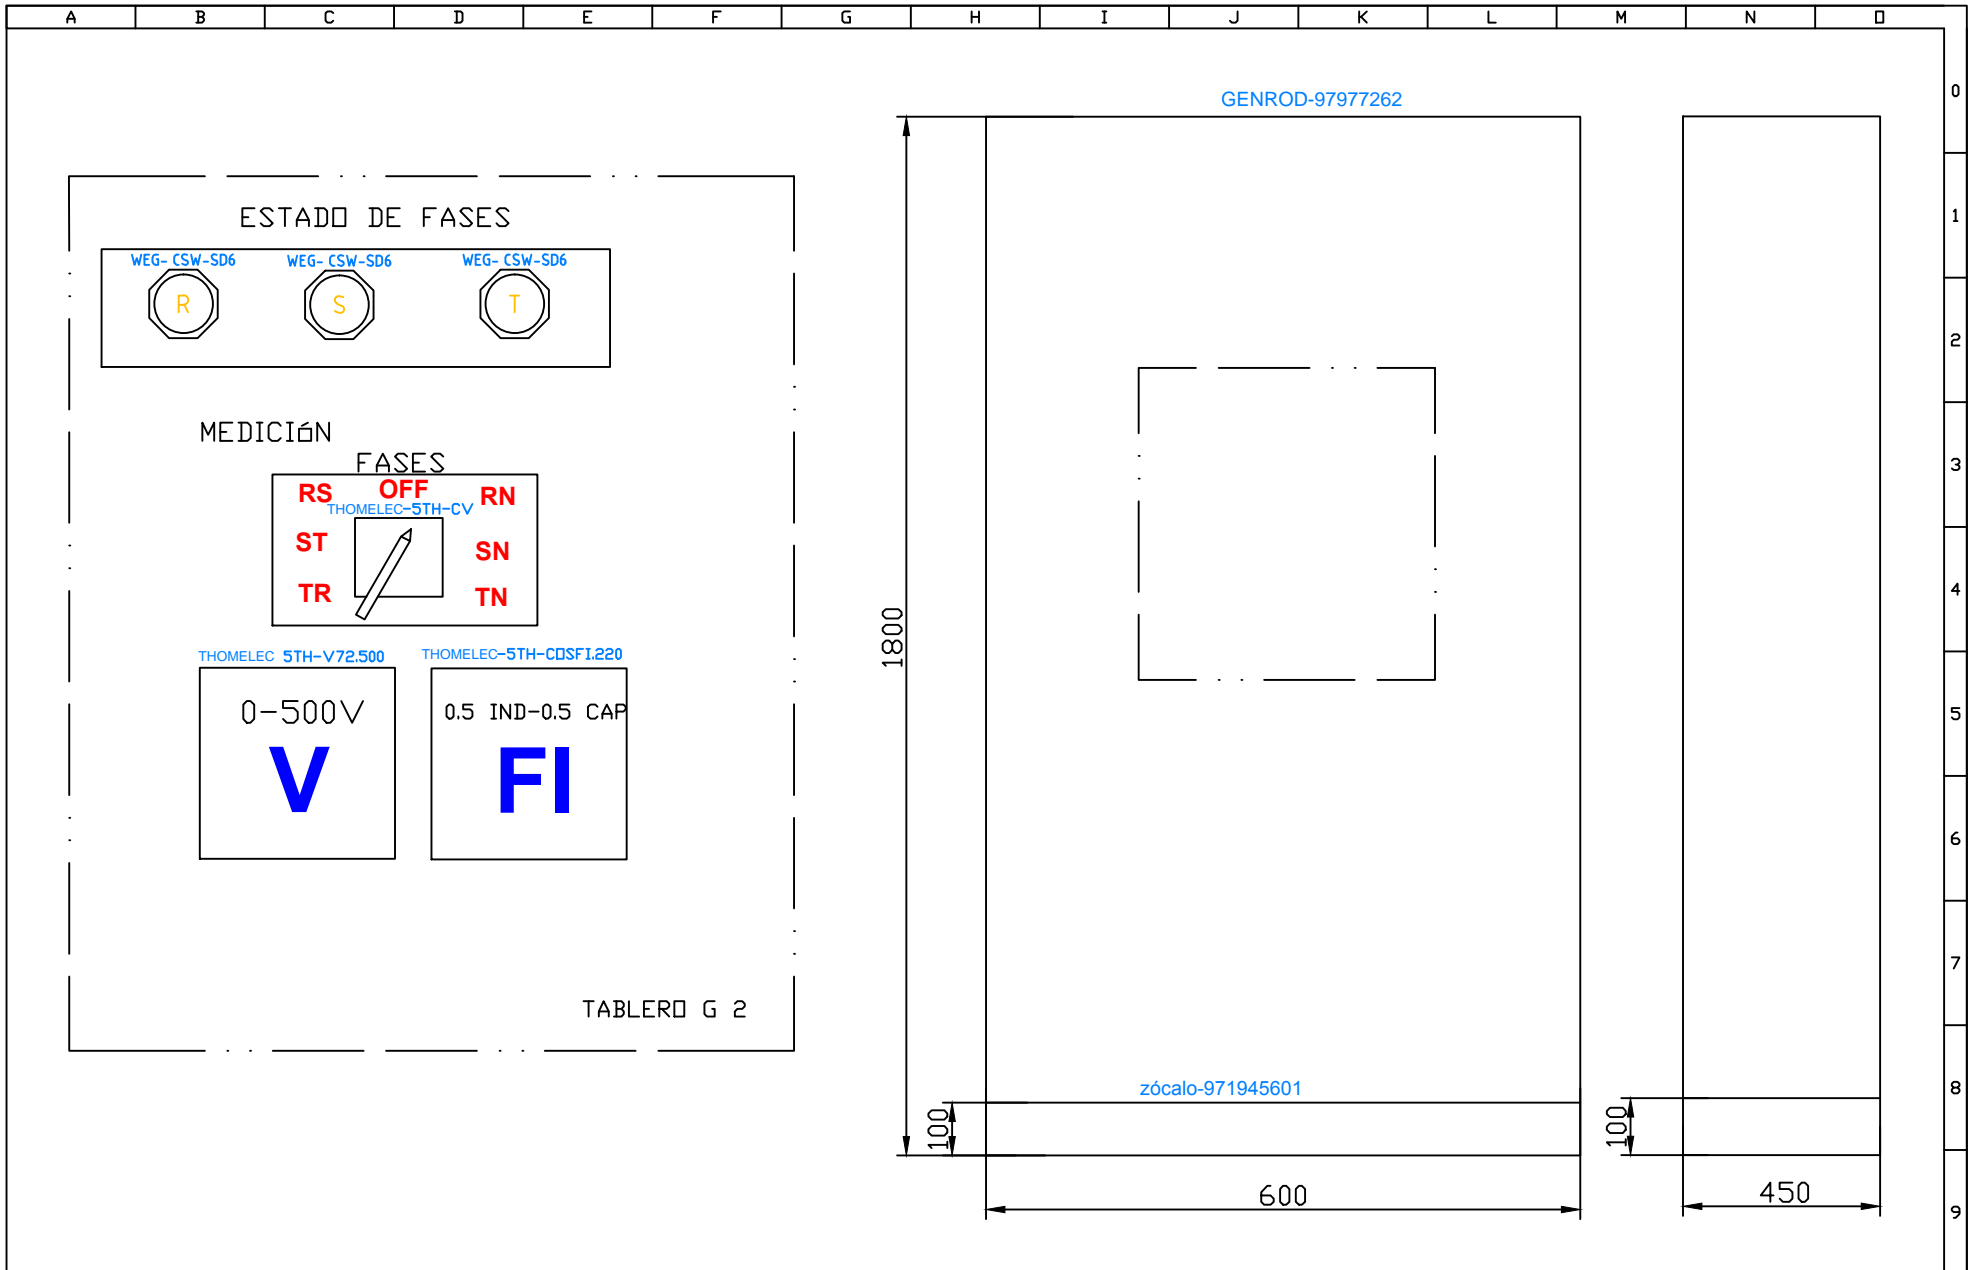 A B C D E F G H I J K L M N O
0
1
2
3
4
5
6
7
8
9
ESTADO DE FASES
WEG- CSW-SD6 WEG- CSW-SD6 WEG- CSW-SD6
R S T
MEDICIóN
FASES
RS OFF RN
THOMELEC-5TH-CV
ST SN
TR TN
THOMELEC 5TH-V72.500 THOMELEC-5TH-COSFI.220
0-500V 0.5 IND-0.5 CAP
V FI
TABLERO G 2
GENROD-97977262
1800
zócalo-971945601
100
100
600
450